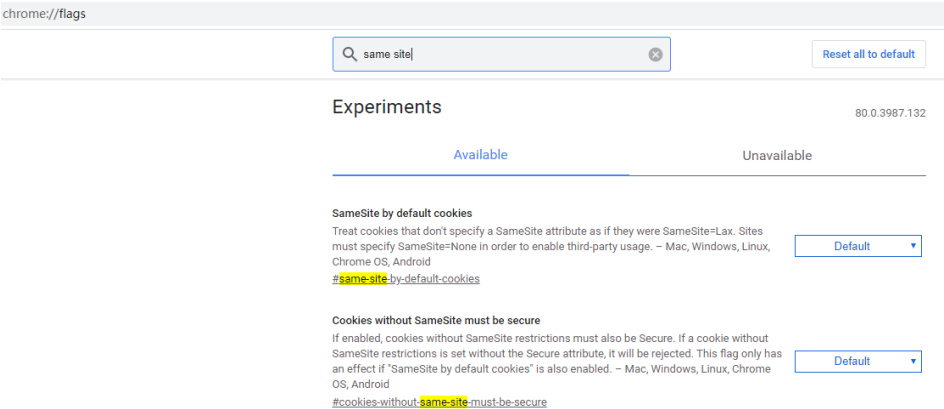 chrome://flags
same site
Reset all to default
Experiments
80.0.3987.132
Available
Unavailable
SameSite by default cookies
Treat cookies that don't specify a SameSite attribute as if they were SameSite=Lax. Sites
must specify SameSite=None in order to enable third-party usage. – Mac, Windows, Linux,
Chrome OS, Android
#same-site-by-default-cookies
Default
Cookies without SameSite must be secure
If enabled, cookies without SameSite restrictions must also be Secure. If a cookie without
SameSite restrictions is set without the Secure attribute, it will be rejected. This flag only has
an effect if "SameSite by default cookies" is also enabled. – Mac, Windows, Linux, Chrome
OS, Android
#cookies-without-same-site-must-be-secure
Default